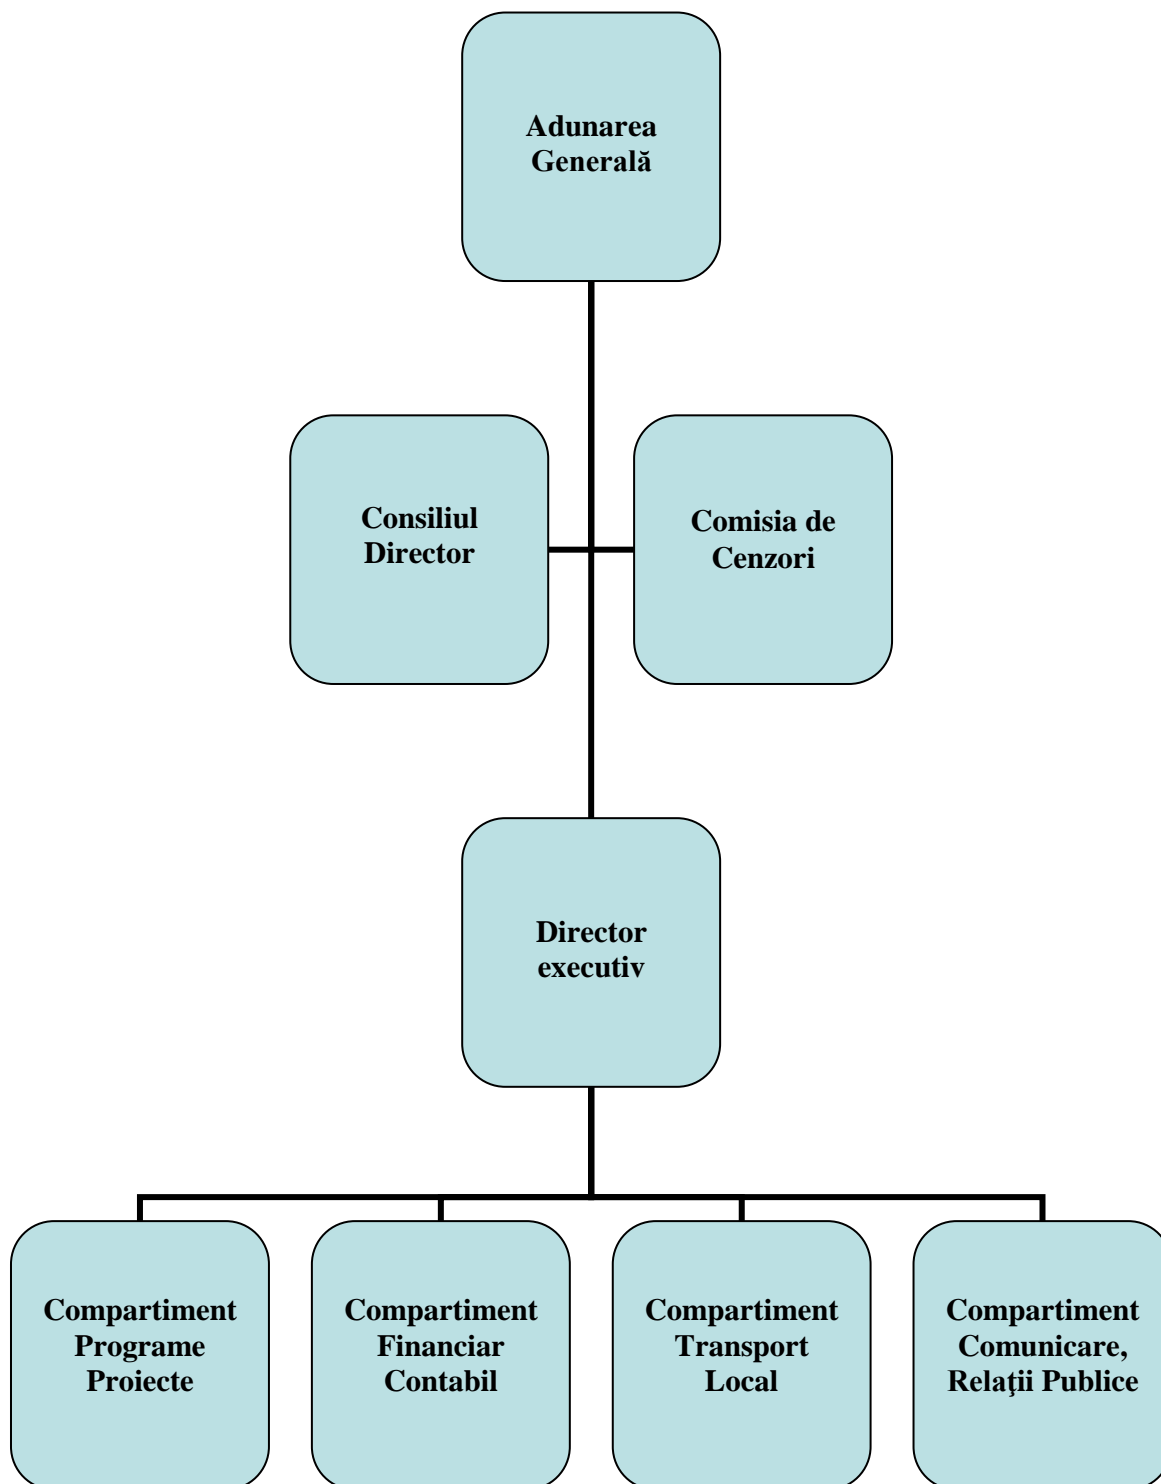 Adunarea
Generală
Consiliul
Director
Comisia de
Cenzori
Director
executiv
Compartiment
Programe
Proiecte
Compartiment
Financiar
Contabil
Compartiment
Transport
Local
Compartiment
Comunicare,
Relaţii Publice